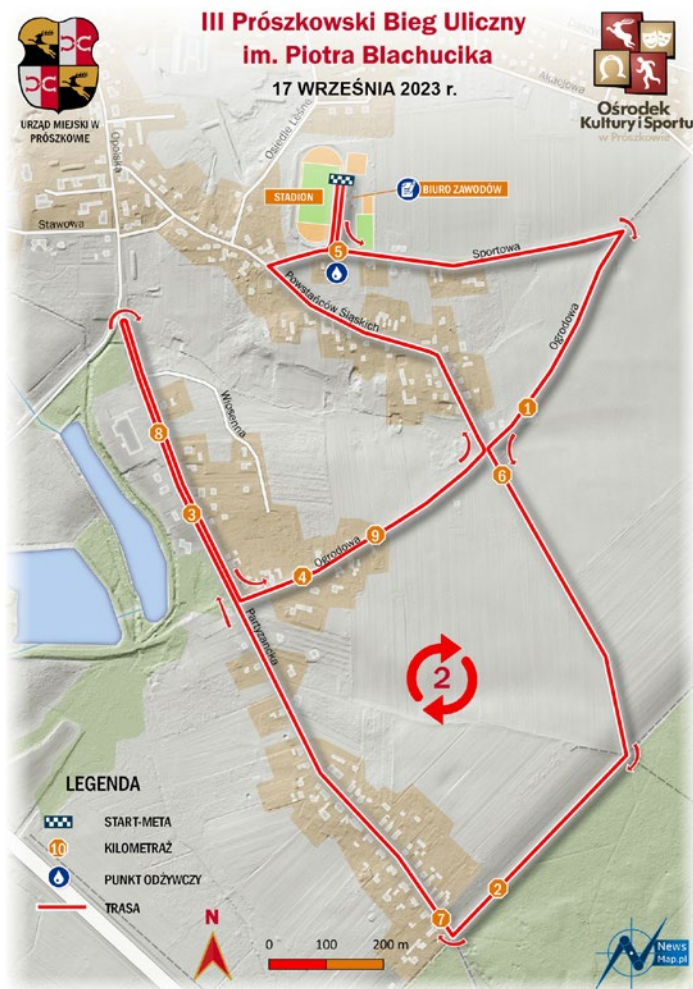 III Prószkowski Bieg Uliczny
im. Piotra Blachucika
17 WRZEŚNIA 2023 r.
URZĄD MIEJSKI W
PRÓSZKOWIE
Ośrodek
Kultury i Sportu
w Prószkowie
Akacjowa
Opolska
Osiedle Leśne
STADION
BIURO ZAWODÓW
Stawowa
Sportowa
5
Powstańców Śląskich
Ogrodowa
Wiosenna
1
8
6
3
9
Ogrodowa
4
Partyzancka
2
LEGENDA
START-META
10 KILOMETRAŻ
PUNKT ODŻYWCZY
TRASA
2
7
N
0 100 200 m
News
Map.pl